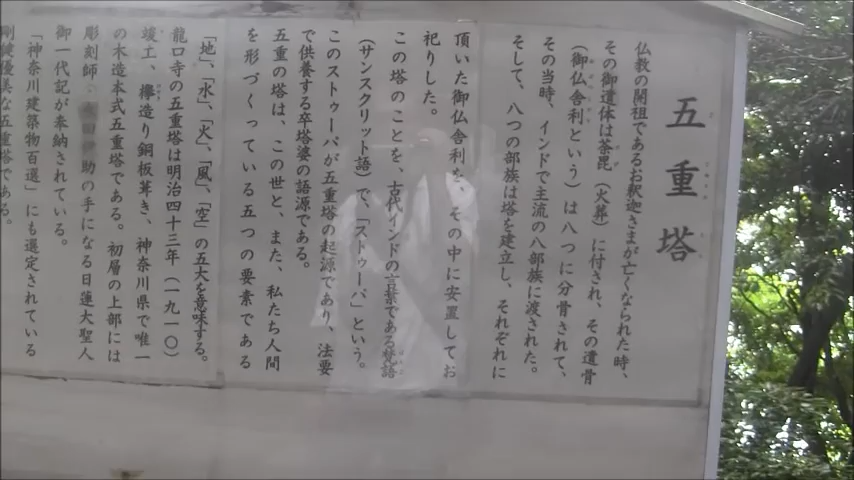 五重塔
仏教の開祖であるお釈迦さまが亡くなられた時、
その御遺体は荼毘（火葬）に付され、その遺骨
（御仏舎利という）は八つに分骨されて、
その当時、インドで主流の八部族に渡された。
そして、八つの部族は塔を建立し、それぞれに
頂いた御仏舎利を、その中に安置してお
祀りした。
この塔のことを、古代インドの言葉である梵語
（サンスクリット語）で、「ストゥーパ」という。
このストゥーパが五重塔の起源であり、法要
で供養する卒塔婆の語源である。
五重の塔は、この世と、また、私たち人間
を形づくっている五つの要素である
「地」、「水」、「火」、「風」、「空」の五大を意味する。
龍口寺の五重塔は明治四十三年（一九一〇）
竣工、欅造り銅板葺き、神奈川県で唯一
の木造本式五重塔である。初層の上部には
彫刻師・助の手になる日蓮大聖人
御一代記が奉納されている。
「神奈川建築物百選」にも選定されている
剛健優美な五重塔である。